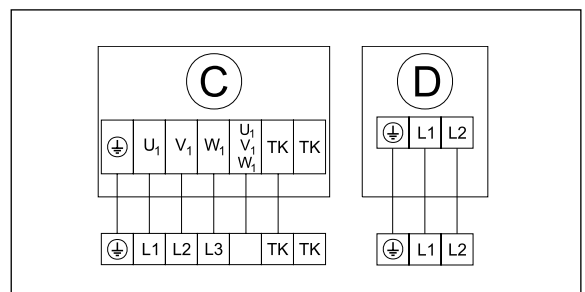 C
D
⏚ U₁ V₁ W₁ U₁ V₁ W₁ TK TK
⏚ L1 L2
⏚ L1 L2 L3 TK TK
⏚ L1 L2